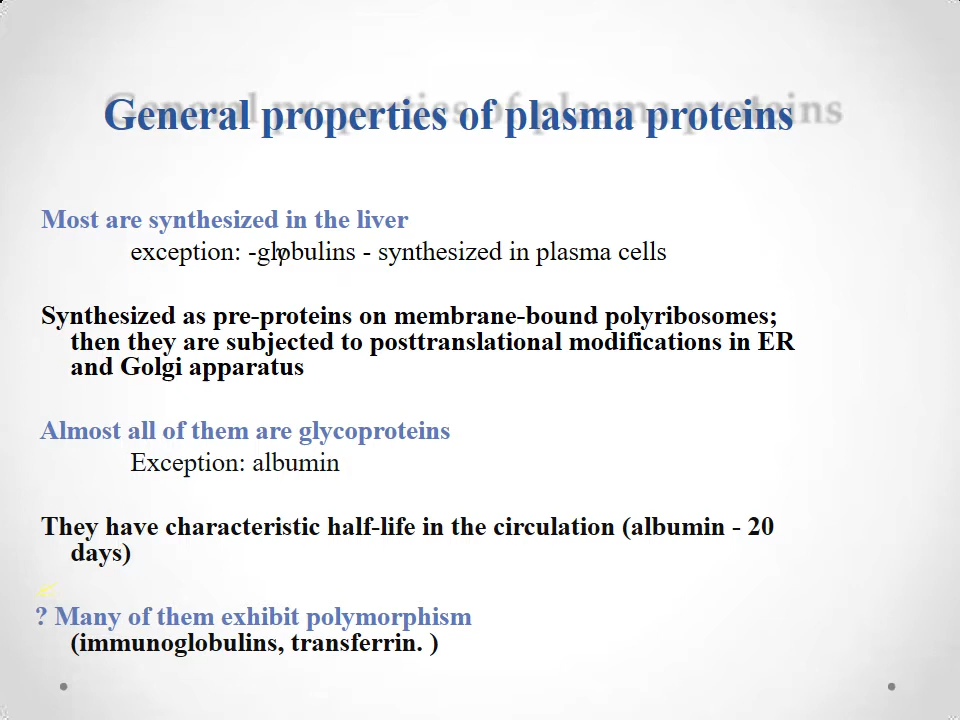 General properties of plasma proteins
Most are synthesized in the liver
exception: -globulins - synthesized in plasma cells
Synthesized as pre-proteins on membrane-bound polyribosomes;
then they are subjected to posttranslational modifications in ER
and Golgi apparatus
Almost all of them are glycoproteins
Exception: albumin
They have characteristic half-life in the circulation (albumin - 20
days)
? Many of them exhibit polymorphism
(immunoglobulins, transferrin. )